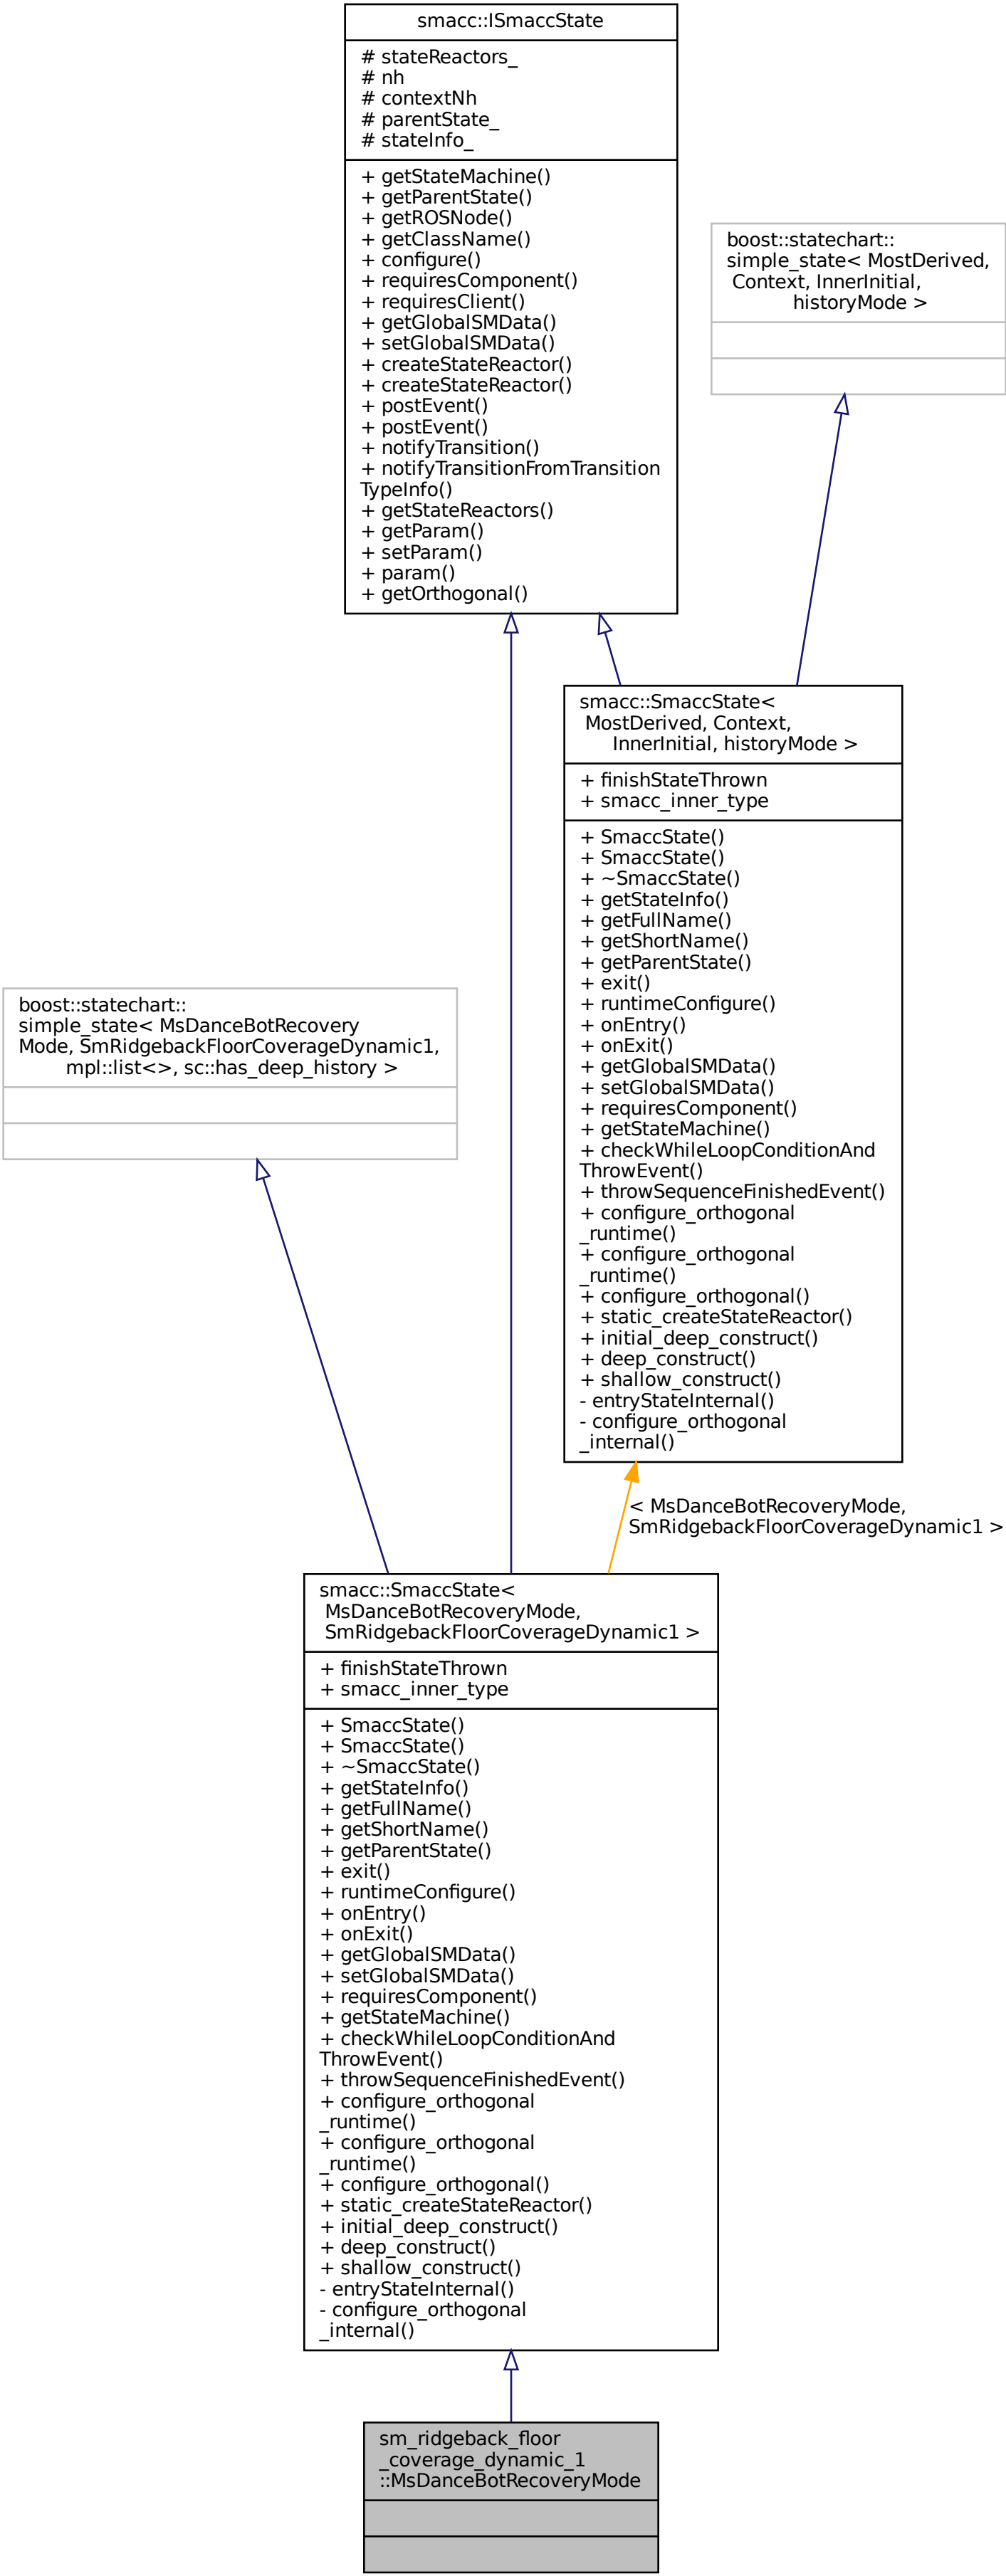 smacc::ISmaccState
# stateReactors_
# nh
# contextNh
# parentState_
# stateInfo_
+ getStateMachine()
+ getParentState()
+ getROSNode()
+ getClassName()
+ configure()
+ requiresComponent()
+ requiresClient()
+ getGlobalSMData()
+ setGlobalSMData()
+ createStateReactor()
+ createStateReactor()
+ postEvent()
+ postEvent()
+ notifyTransition()
+ notifyTransitionFromTransition
TypeInfo()
+ getStateReactors()
+ getParam()
+ setParam()
+ param()
+ getOrthogonal()
boost::statechart::
simple_state< MostDerived,
Context, InnerInitial,
historyMode >
smacc::SmaccState<
MostDerived, Context,
InnerInitial, historyMode >
+ finishStateThrown
+ smacc_inner_type
+ SmaccState()
+ SmaccState()
+ ~SmaccState()
+ getStateInfo()
+ getFullName()
+ getShortName()
+ getParentState()
+ exit()
+ runtimeConfigure()
+ onEntry()
+ onExit()
+ getGlobalSMData()
+ setGlobalSMData()
+ requiresComponent()
+ getStateMachine()
+ checkWhileLoopConditionAnd
ThrowEvent()
+ throwSequenceFinishedEvent()
+ configure_orthogonal
_runtime()
+ configure_orthogonal
_runtime()
+ configure_orthogonal()
+ static_createStateReactor()
+ initial_deep_construct()
+ deep_construct()
+ shallow_construct()
- entryStateInternal()
- configure_orthogonal
_internal()
boost::statechart::
simple_state< MsDanceBotRecovery
Mode, SmRidgebackFloorCoverageDynamic1,
mpl::list<>, sc::has_deep_history >
< MsDanceBotRecoveryMode,
SmRidgebackFloorCoverageDynamic1 >
smacc::SmaccState<
MsDanceBotRecoveryMode,
SmRidgebackFloorCoverageDynamic1 >
+ finishStateThrown
+ smacc_inner_type
+ SmaccState()
+ SmaccState()
+ ~SmaccState()
+ getStateInfo()
+ getFullName()
+ getShortName()
+ getParentState()
+ exit()
+ runtimeConfigure()
+ onEntry()
+ onExit()
+ getGlobalSMData()
+ setGlobalSMData()
+ requiresComponent()
+ getStateMachine()
+ checkWhileLoopConditionAnd
ThrowEvent()
+ throwSequenceFinishedEvent()
+ configure_orthogonal
_runtime()
+ configure_orthogonal
_runtime()
+ configure_orthogonal()
+ static_createStateReactor()
+ initial_deep_construct()
+ deep_construct()
+ shallow_construct()
- entryStateInternal()
- configure_orthogonal
_internal()
sm_ridgeback_floor
_coverage_dynamic_1
::MsDanceBotRecoveryMode